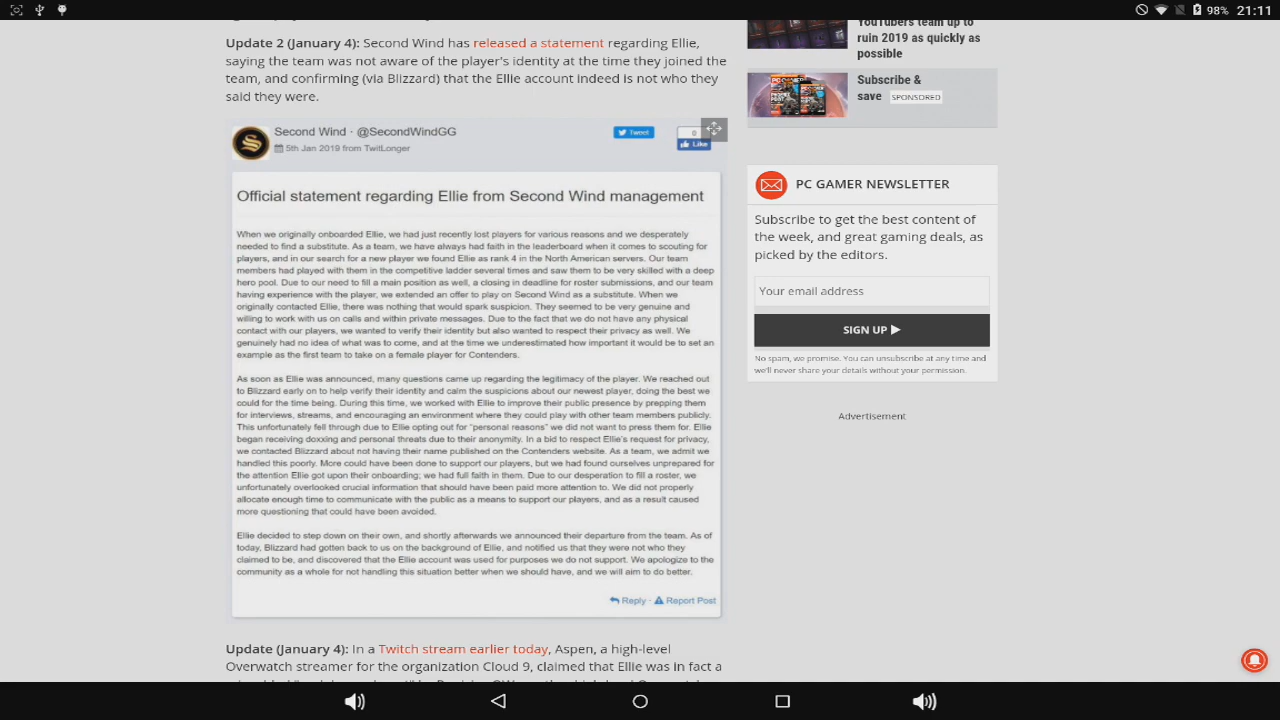 98% 21:11
Update 2 (January 4): Second Wind has released a statement regarding Ellie,
saying the team was not aware of the player's identity at the time they joined the
team, and confirming (via Blizzard) that the Ellie account indeed is not who they
said they were.
Second Wind · @SecondWindGG
5th Jan 2019 from TwitLonger
Tweet
0
Like
Official statement regarding Ellie from Second Wind management
When we originally onboarded Ellie, we had just recently lost players for various reasons and we desperately
needed to find a substitute. As a team, we have always had faith in the leaderboard when it comes to scouting for
players, and in our search for a new player we found Ellie as rank 4 in the North American servers. Our team
members had played with them in the competitive ladder several times and saw them to be very skilled with a deep
hero pool. Due to our need to fill a main position as well, a closing in deadline for roster submissions, and our team
having experience with the player, we extended an offer to play on Second Wind as a substitute. When we
originally contacted Ellie, there was nothing that would spark suspicion. They seemed to be very genuine and
willing to work with us on calls and within private messages. Due to the fact that we do not have any physical
contact with our players, we wanted to verify their identity but also wanted to respect their privacy as well. We
genuinely had no idea of what was to come, and at the time we underestimated how important it would be to set an
example as the first team to take on a female player for Contenders.
As soon as Ellie was announced, many questions came up regarding the legitimacy of the player. We reached out
to Blizzard early on to help verify their identity and calm the suspicions about our newest player, doing the best we
could for the time being. During this time, we worked with Ellie to improve their public presence by prepping them
for interviews, streams, and encouraging an environment where they could play with other team members publicly.
This unfortunately fell through due to Ellie opting out for "personal reasons" we did not want to press them for. Ellie
began receiving doxxing and personal threats due to their anonymity. In a bid to respect Ellie's request for privacy,
we contacted Blizzard about not having their name published on the Contenders website. As a team, we admit we
handled this poorly. More could have been done to support our players, but we had found ourselves unprepared for
the attention Ellie got upon their onboarding; we had full faith in them. Due to our desperation to fill a roster, we
unfortunately overlooked crucial information that should have been paid more attention to. We did not properly
allocate enough time to communicate with the public as a means to support our players, and as a result caused
more questioning that could have been avoided.
Ellie decided to step down on their own, and shortly afterwards we announced their departure from the team. As of
today, Blizzard had gotten back to us on the background of Ellie, and notified us that they were not who they
claimed to be, and discovered that the Ellie account was used for purposes we do not support. We apologize to the
community as a whole for not handling this situation better when we should have, and we will aim to do better.
Reply · Report Post
Update (January 4): In a Twitch stream earlier today, Aspen, a high-level
Overwatch streamer for the organization Cloud 9, claimed that Ellie was in fact a
YouTubers team up to
ruin 2019 as quickly as
possible
Subscribe &
save SPONSORED
PC GAMER NEWSLETTER
Subscribe to get the best content of
the week, and great gaming deals, as
picked by the editors.
Your email address
SIGN UP
No spam, we promise. You can unsubscribe at any time and
we'll never share your details without your permission.
Advertisement